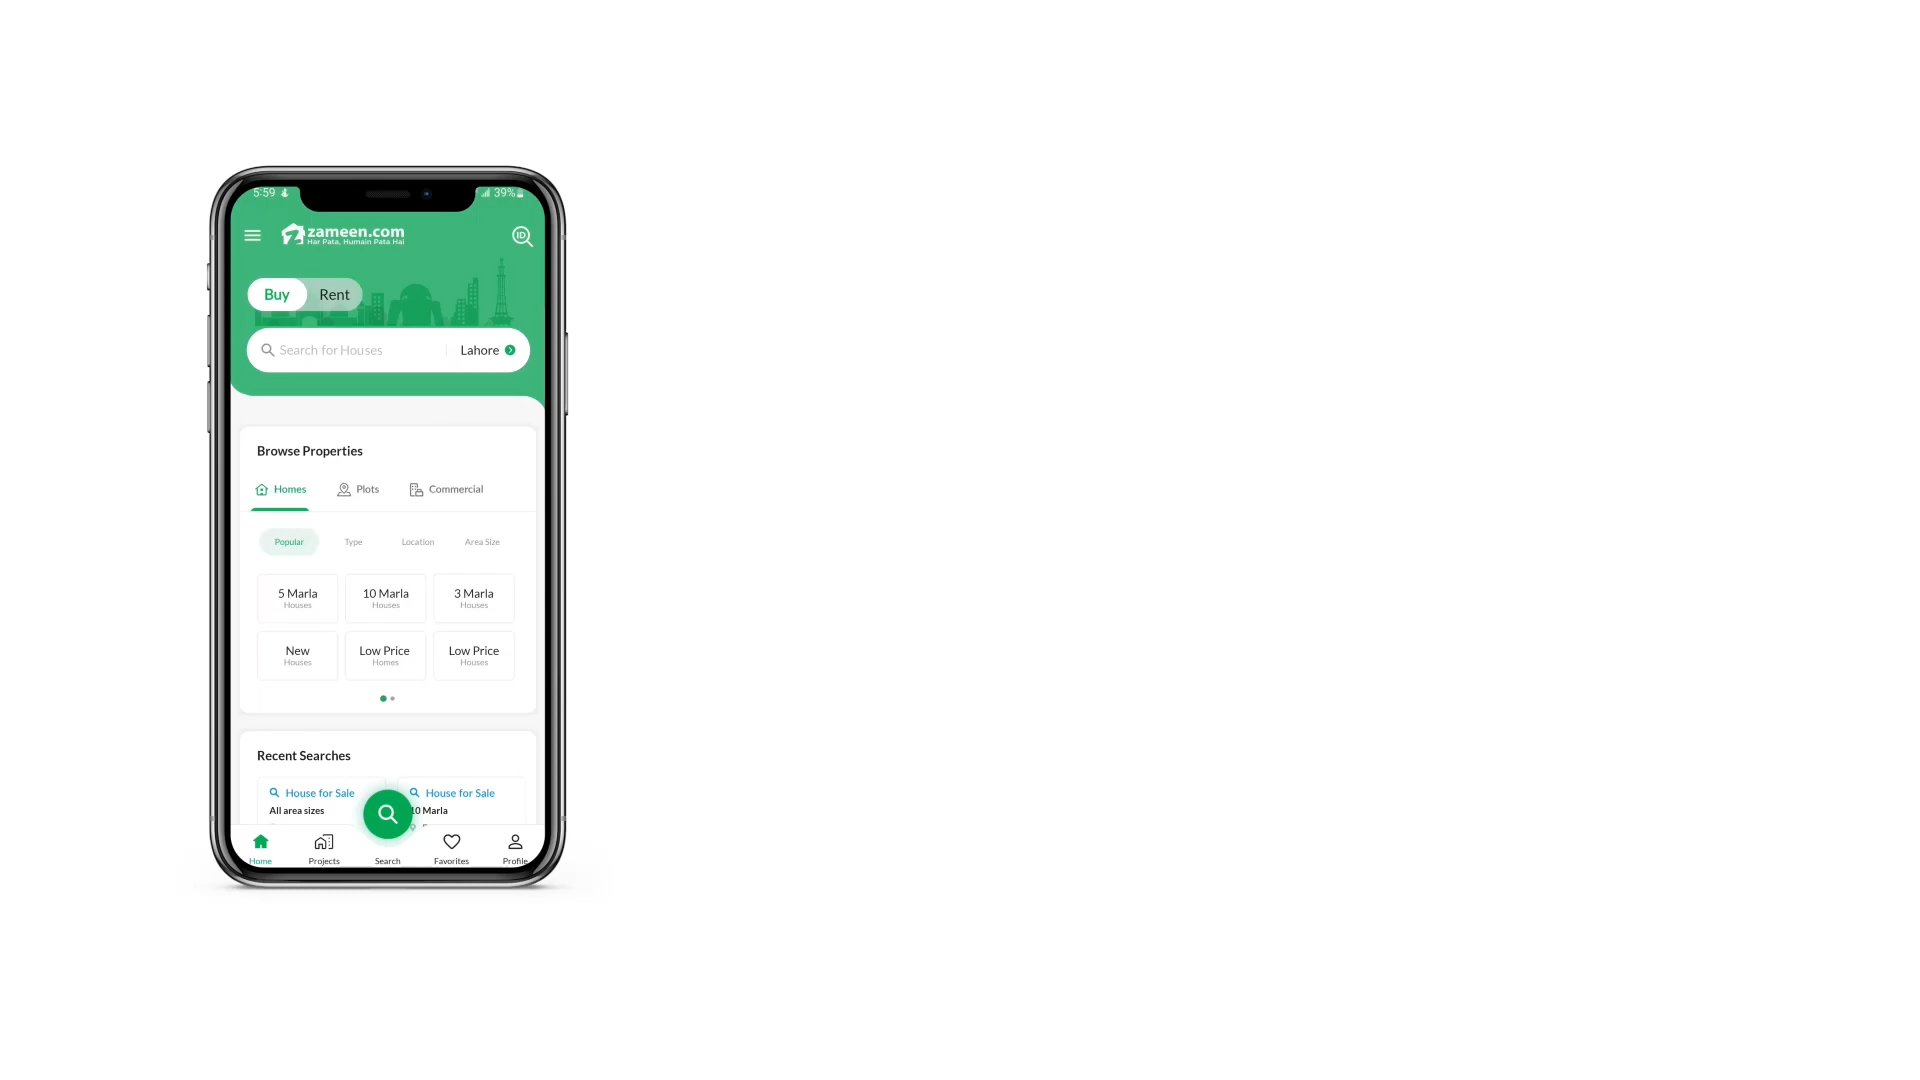 5:59
39%
zameen.com
Har Pata, Humain Pata Hai
ID
Buy Rent
Search for Houses Lahore
Browse Properties
Homes Plots Commercial
Popular Type Location Area Size
5 Marla 10 Marla 3 Marla
Houses Houses Houses
New Low Price Low Price
Houses Homes Houses
Recent Searches
House for Sale House for Sale
All area sizes 10 Marla
Home Projects Search Favorites Profile